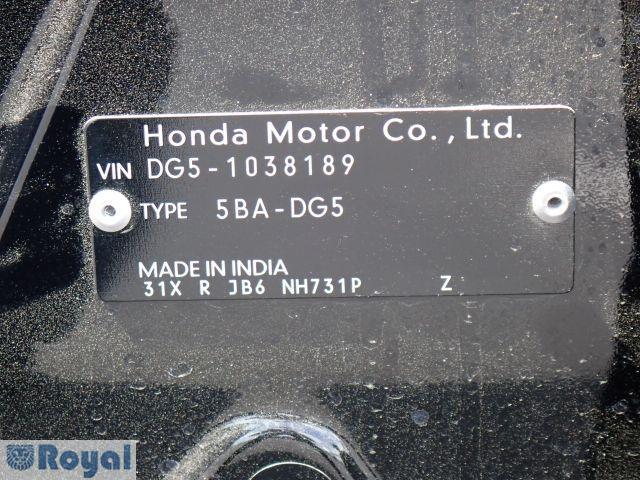 Honda Motor Co., Ltd.
VIN DG5-1038189
TYPE 5BA-DG5
MADE IN INDIA
31X R JB6 NH731P Z
Royal